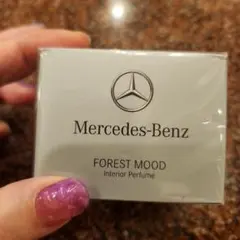 Mercedes-Benz
FOREST MOOD
Interior Perfume